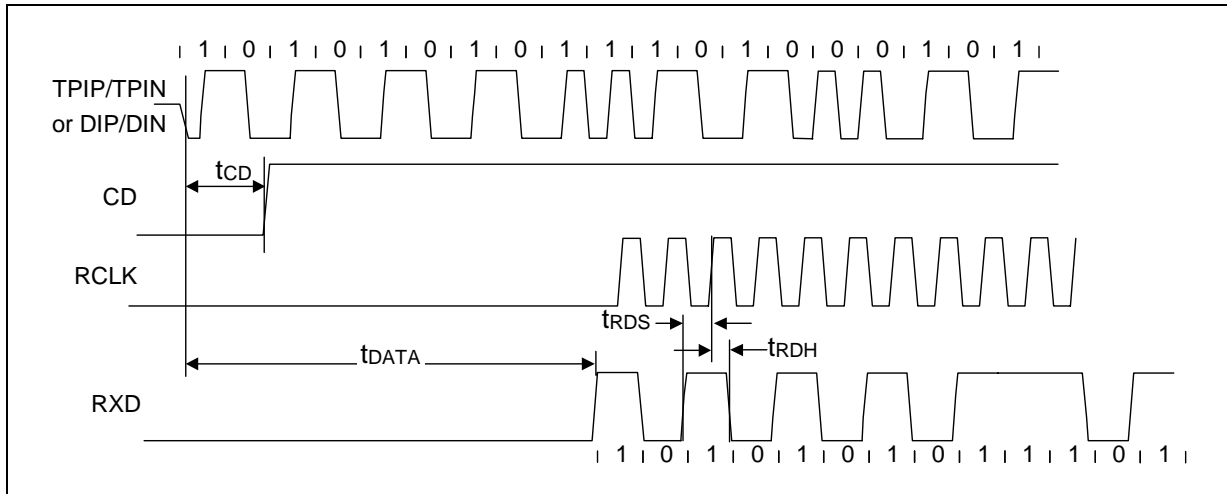 1 0 1 0 1 0 1 0 1 1 1 0 1 0 0 0 1 0 1
TPIP/TPIN
or DIP/DIN
tCD
CD
RCLK
tRDS
tRDH
tDATA
RXD
1 0 1 0 1 0 1 0 1 1 1 0 1